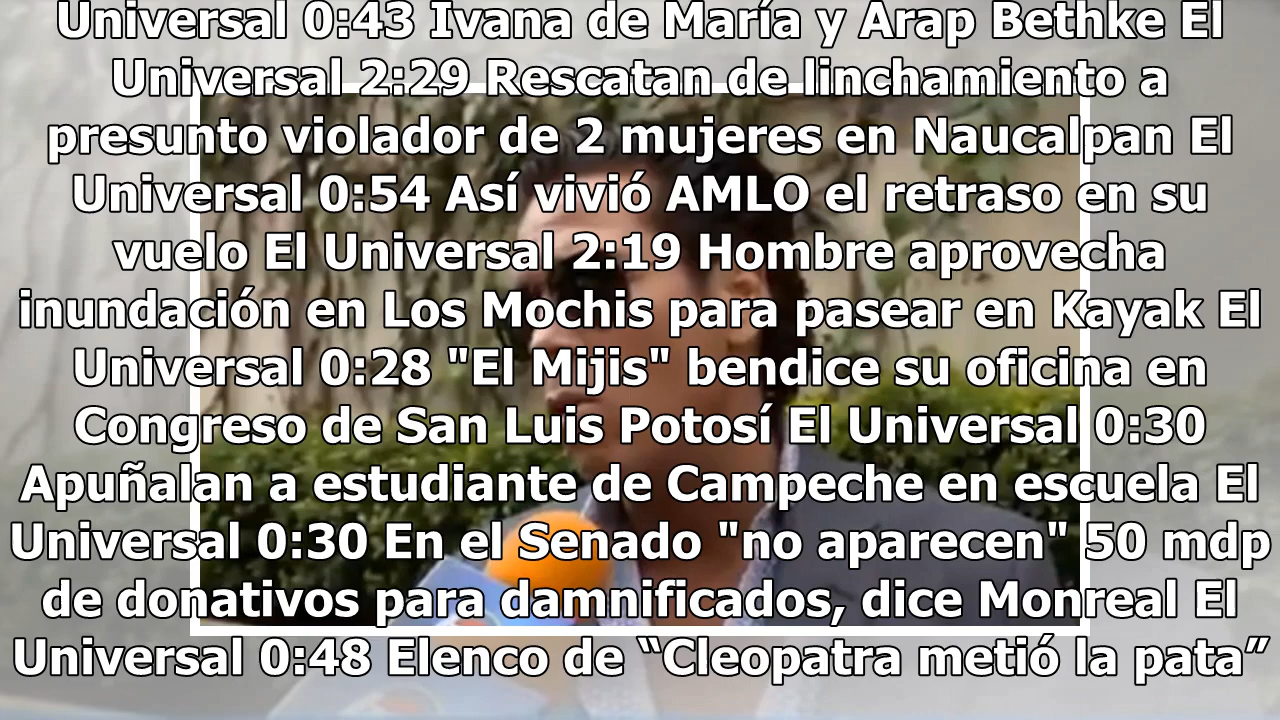 Universal 0:43 Ivana de María y Arap Bethke El
Universal 2:29 Rescatan de linchamiento a
presunto violador de 2 mujeres en Naucalpan El
Universal 0:54 Así vivió AMLO el retraso en su
vuelo El Universal 2:19 Hombre aprovecha
inundación en Los Mochis para pasear en Kayak El
Universal 0:28 "El Mijis" bendice su oficina en
Congreso de San Luis Potosí El Universal 0:30
Apuñalan a estudiante de Campeche en escuela El
Universal 0:30 En el Senado "no aparecen" 50 mdp
de donativos para damnificados, dice Monreal El
Universal 0:48 Elenco de “Cleopatra metió la pata”